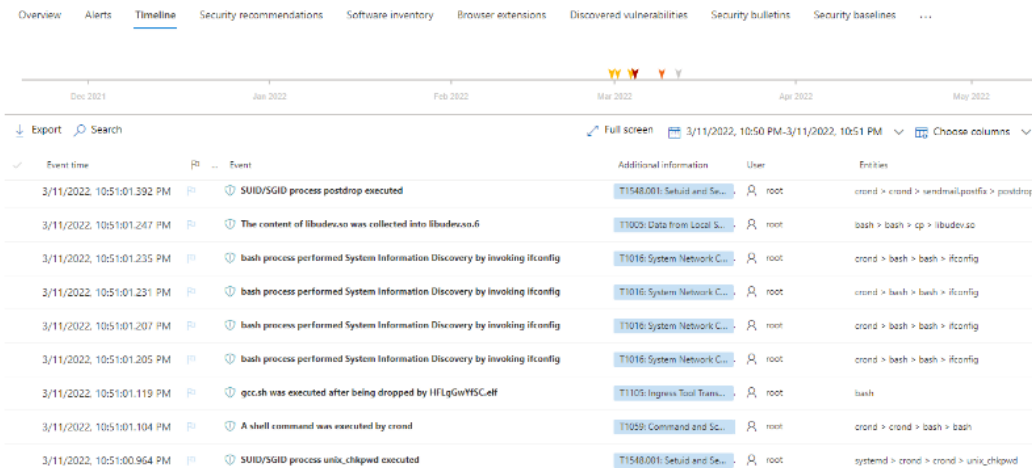 Overview Alerts Timeline Security recommendations Software inventory Browser extensions Discovered vulnerabilities Security bulletins Security baselines ...
Dec 2021 Jan 2022 Feb 2022 Mar 2022 Apr 2022 May 2022
Export Search Full screen 3/11/2022, 10:50 PM-3/11/2022, 10:51 PM Choose columns
Event time ... Event Additional information User Entities
3/11/2022, 10:51:01.392 PM SUID/SGID process postdrop executed T1548.001: Setuid and Se... root crond > crond > sendmail.postfix > postdrop
3/11/2022, 10:51:01.247 PM The content of libudev.so was collected into libudev.so.6 T1005: Data from Local S... root bash > bash > cp > libudev.so
3/11/2022, 10:51:01.235 PM bash process performed System Information Discovery by invoking ifconfig T1016: System Network C... root crond > bash > bash > ifconfig
3/11/2022, 10:51:01.231 PM bash process performed System Information Discovery by invoking ifconfig T1016: System Network C... root crond > bash > bash > ifconfig
3/11/2022, 10:51:01.207 PM bash process performed System Information Discovery by invoking ifconfig T1016: System Network C... root crond > bash > bash > ifconfig
3/11/2022, 10:51:01.205 PM bash process performed System Information Discovery by invoking ifconfig T1016: System Network C... root crond > bash > bash > ifconfig
3/11/2022, 10:51:01.119 PM gcc.sh was executed after being dropped by HFLgGwYfSC.elf T1105: Ingress Tool Trans... root bash
3/11/2022, 10:51:01.104 PM A shell command was executed by crond T1059: Command and Sc... root crond > crond > bash > bash
3/11/2022, 10:51:00.964 PM SUID/SGID process unix_chkpwd executed T1548.001: Setuid and Se... root systemd > crond > crond > unix_chkpwd